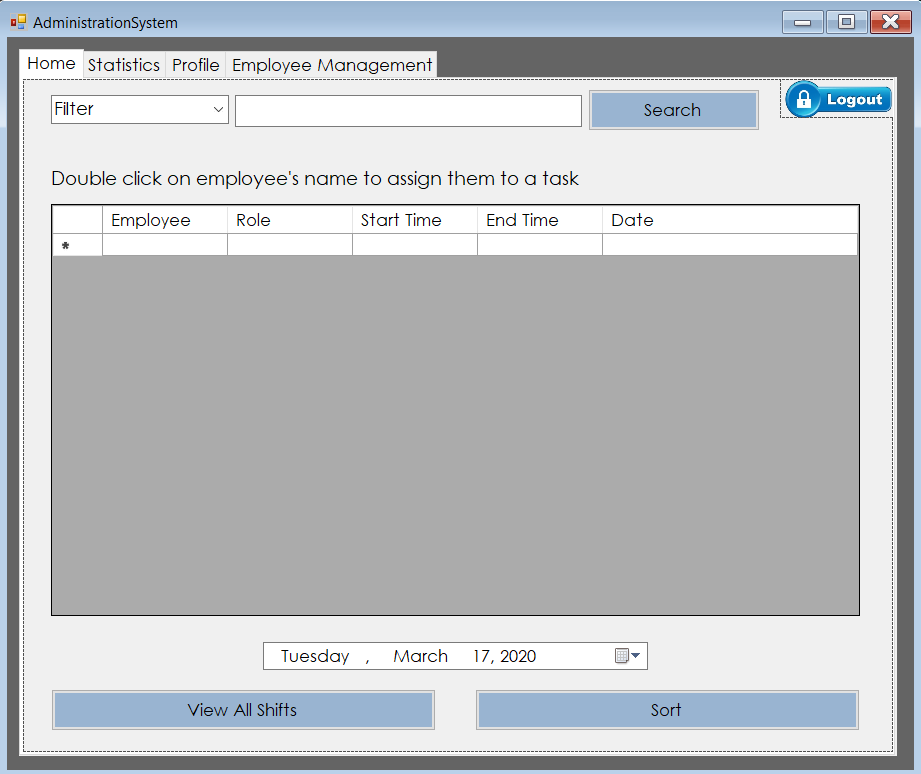 AdministrationSystem
Home Statistics Profile Employee Management
Filter Search Logout
Double click on employee's name to assign them to a task
Employee Role Start Time End Time Date
*
Tuesday , March 17, 2020
View All Shifts Sort